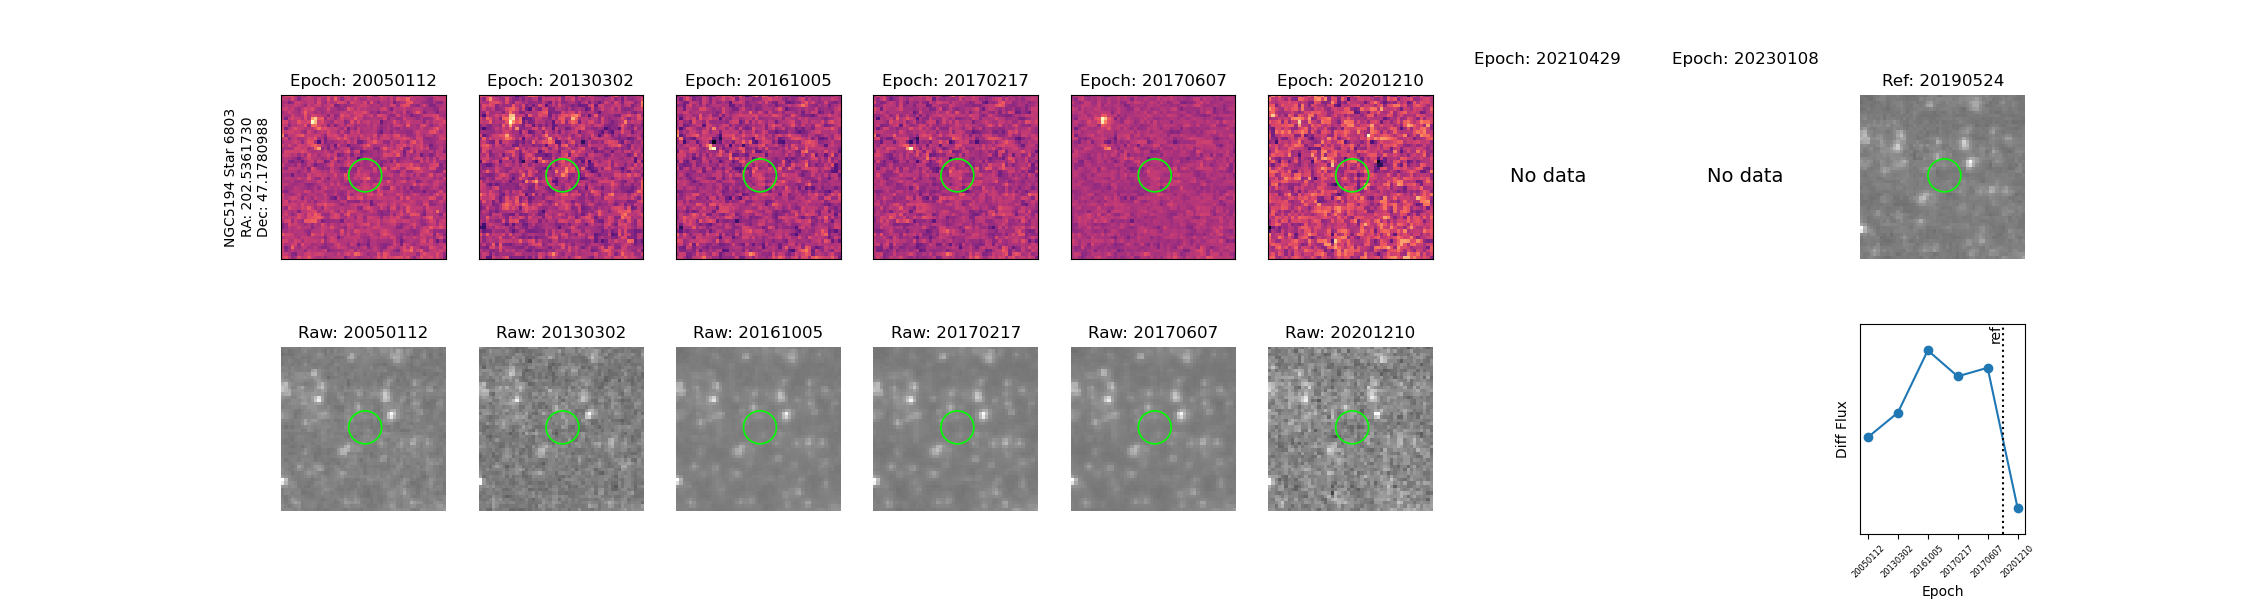 Epoch: 20210429
Epoch: 20230108
Epoch: 20050112
Epoch: 20130302
Epoch: 20161005
Epoch: 20170217
Epoch: 20170607
Epoch: 20201210
Ref: 20190524
NGC5194 Star 6803
RA: 202.5361730
Dec: 47.1780988
No data
No data
Raw: 20050112
Raw: 20130302
Raw: 20161005
Raw: 20170217
Raw: 20170607
Raw: 20201210
ref
Diff Flux
20050112
20130302
20161005
20170217
20170607
20201210
Epoch